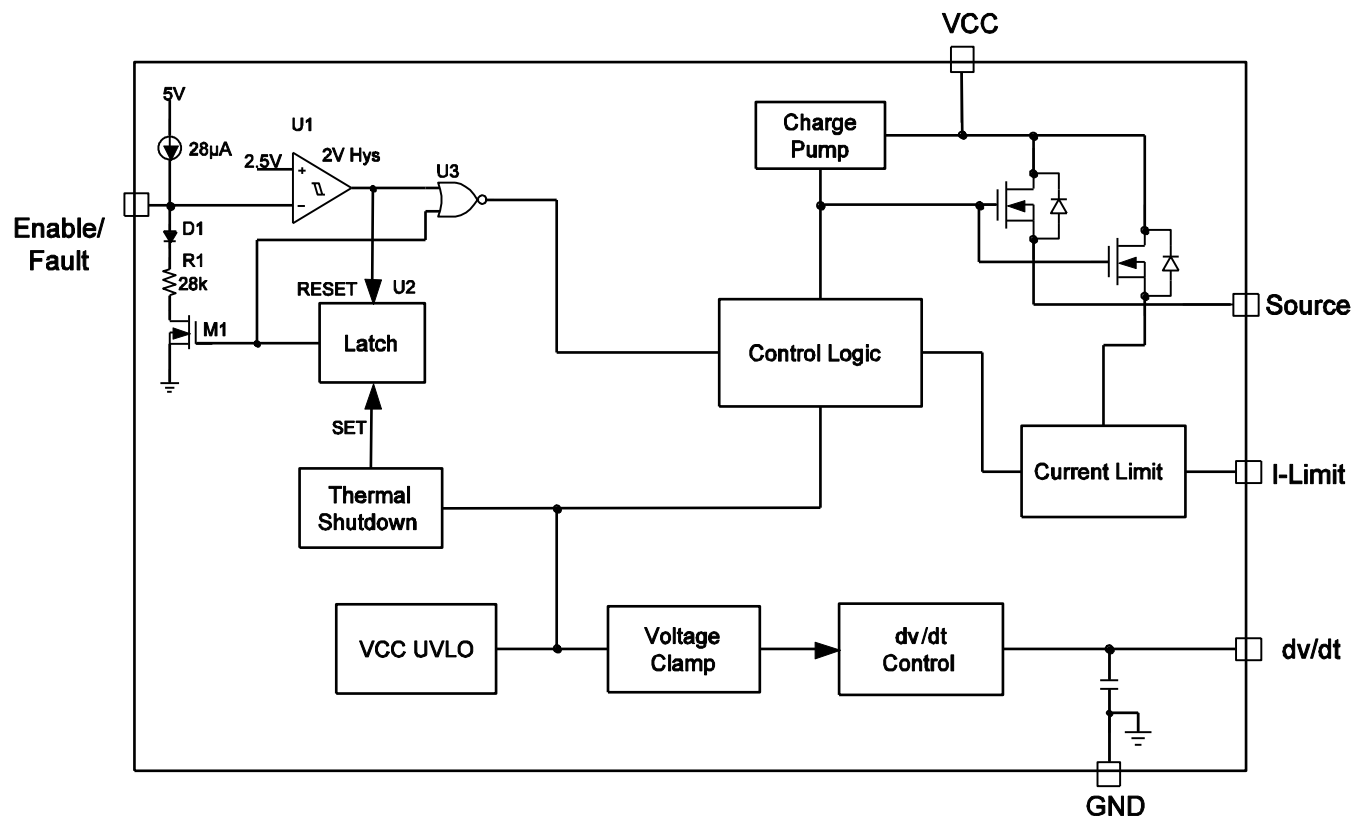 VCC
5V
28µA
U1
2.5V
2V Hys
+
−
U3
Charge
Pump
Enable/
Fault
D1
R1
28k
M1
RESET
U2
Latch
SET
Control Logic
Source
Current Limit
I-Limit
Thermal
Shutdown
VCC UVLO
Voltage
Clamp
dv/dt
Control
dv/dt
GND